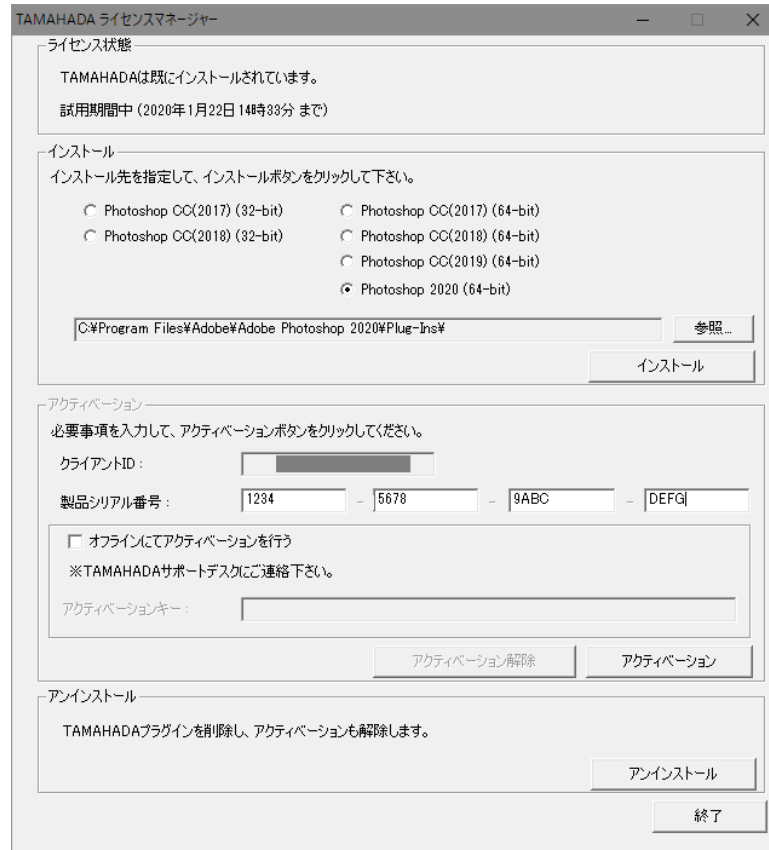 TAMAHADA ライセンスマネージャー
ライセンス状態
TAMAHADAは既にインストールされています。
試用期間中 (2020年1月22日 14時33分 まで)
インストール
インストール先を指定して、インストールボタンをクリックして下さい。
Photoshop CC(2017) (32-bit) Photoshop CC(2017) (64-bit)
Photoshop CC(2018) (32-bit) Photoshop CC(2018) (64-bit)
Photoshop CC(2019) (64-bit)
Photoshop 2020 (64-bit)
C:¥Program Files¥Adobe¥Adobe Photoshop 2020¥Plug-Ins¥ 参照...
インストール
アクティベーション
必要事項を入力して、アクティベーションボタンをクリックしてください。
クライアントID :
製品シリアル番号 : 1234 - 5678 - 9ABC - DEFG
オフラインにてアクティベーションを行う
※TAMAHADAサポートデスクにご連絡下さい。
アクティベーションキー :
アクティベーション解除 アクティベーション
アンインストール
TAMAHADAプラグインを削除し、アクティベーションも解除します。
アンインストール
終了